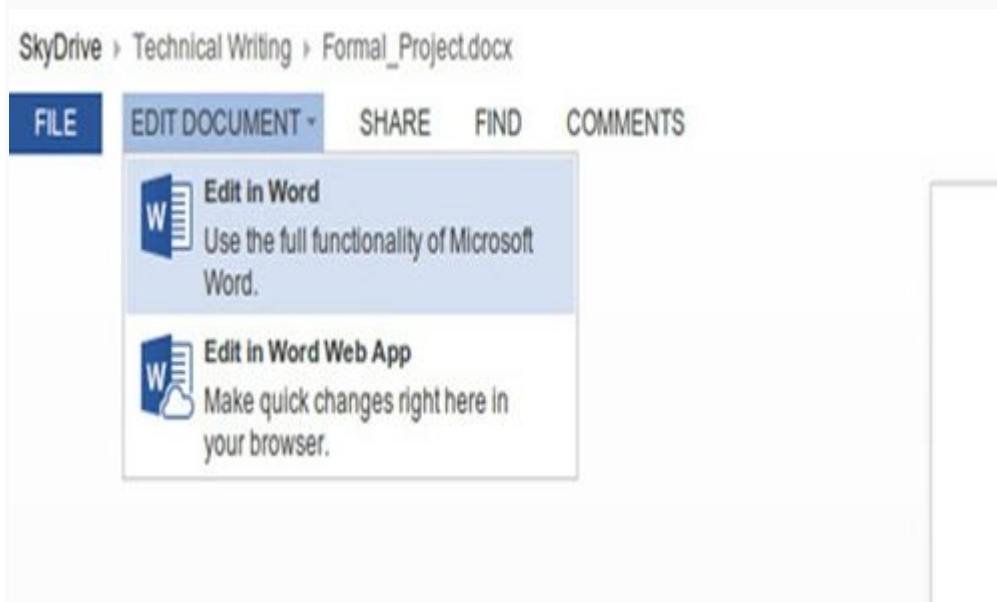 SkyDrive ▸ Technical Writing ▸ Formal_Project.docx
FILE EDIT DOCUMENT ▾ SHARE FIND COMMENTS
W Edit in Word
Use the full functionality of Microsoft
Word.
W Edit in Word Web App
Make quick changes right here in
your browser.